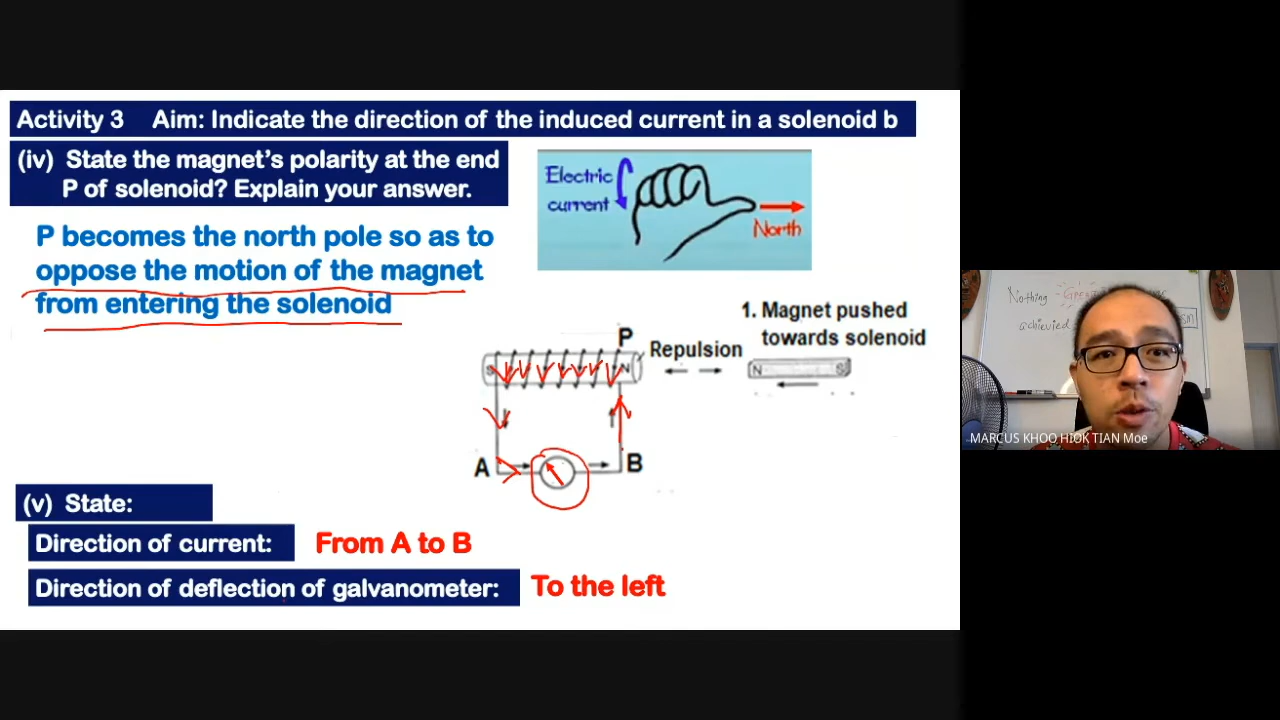 Activity 3 Aim: Indicate the direction of the induced current in a solenoid b
(iv) State the magnet's polarity at the end
P of solenoid? Explain your answer.
P becomes the north pole so as to
oppose the motion of the magnet
from entering the solenoid
Electric
current
North
1. Magnet pushed
towards solenoid
P
Repulsion
S
N
N
S
A
B
(v) State:
Direction of current:
From A to B
Direction of deflection of galvanometer:
To the left
Nothing
achieved
MARCUS KHOO HIOK TIAN Moe